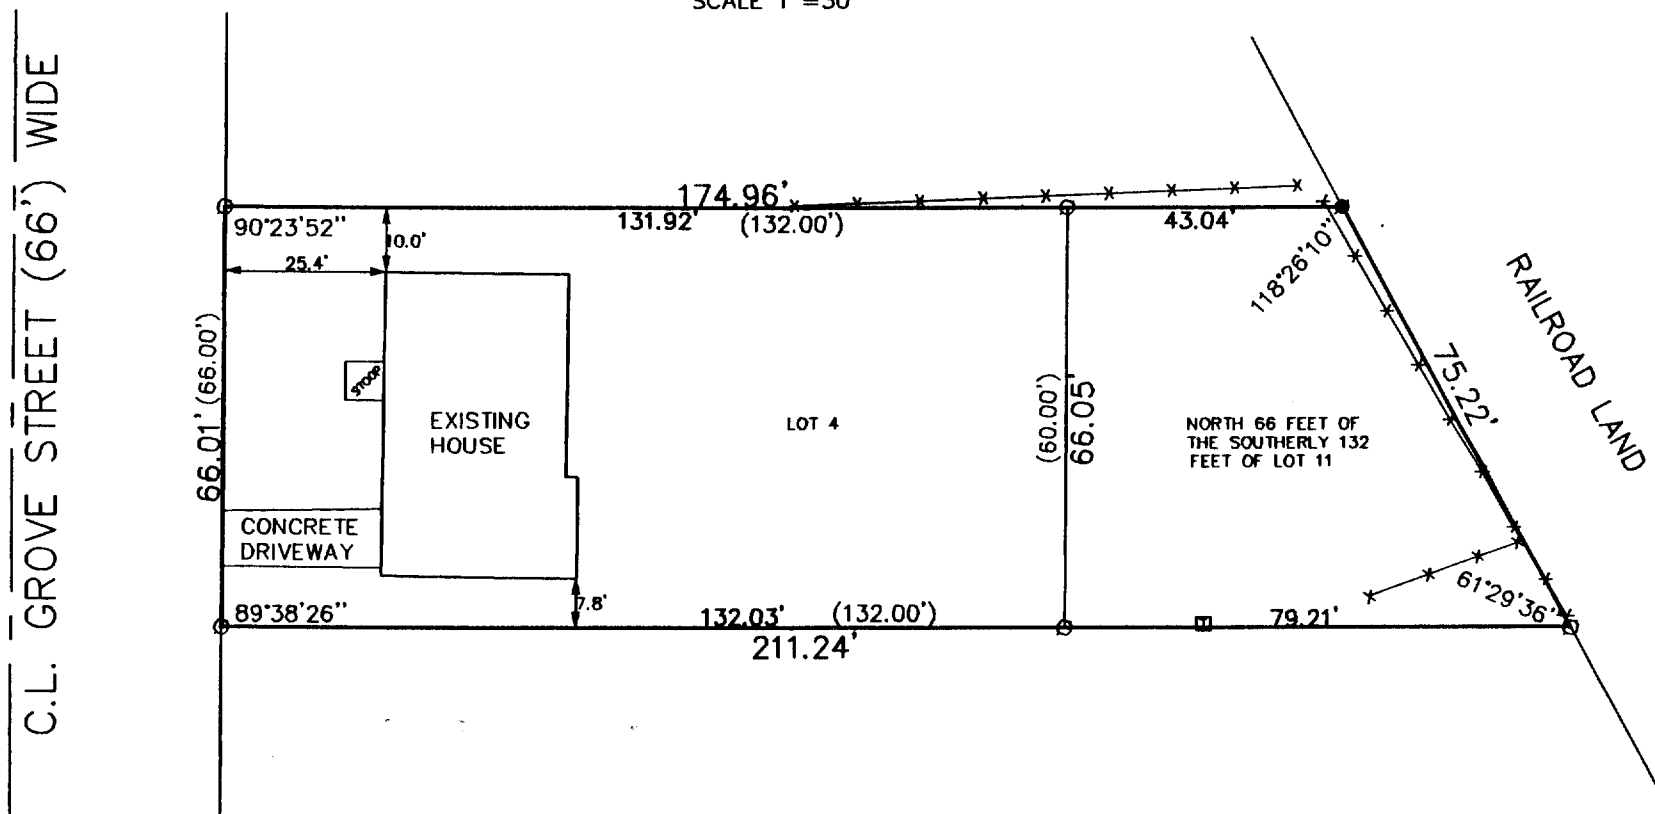 SCALE 1"=30'
C.L. GROVE STREET (66') WIDE
174.96'
90°23'52"
10.0'
131.92' (132.00')
43.04'
25.4'
118°26'10"
RAILROAD LAND
66.01' (66.00')
STOOP
75.22'
EXISTING
HOUSE
LOT 4
(60.00')
66.05'
NORTH 66 FEET OF
THE SOUTHERLY 132
FEET OF LOT 11
CONCRETE
DRIVEWAY
61°29'36"
89°38'26"
7.8'
132.03' (132.00')
T
79.21'
211.24'